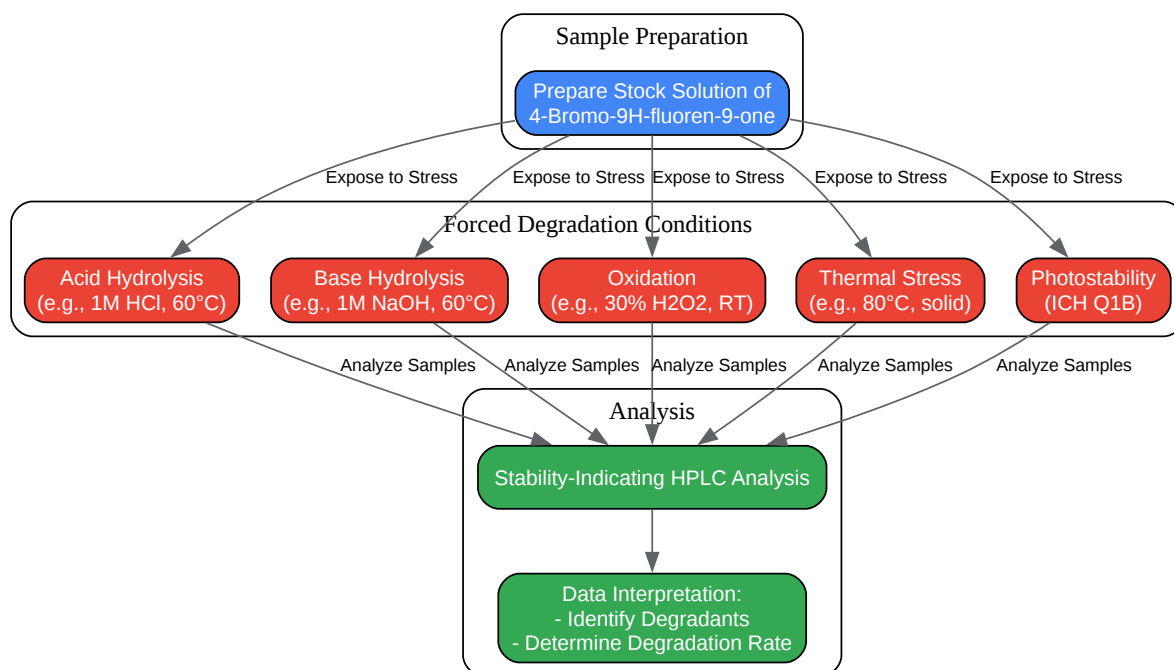 Sample Preparation
Prepare Stock Solution of
4-Bromo-9H-fluoren-9-one
Expose to Stress
Expose to Stress
Expose to Stress
Expose to Stress
Expose to Stress
Forced Degradation Conditions
Acid Hydrolysis
(e.g., 1M HCl, 60°C)
Base Hydrolysis
(e.g., 1M NaOH, 60°C)
Oxidation
(e.g., 30% H2O2, RT)
Thermal Stress
(e.g., 80°C, solid)
Photostability
(ICH Q1B)
Analyze Samples
Analyze Samples
Analyze Samples
Analyze Samples
Analyze Samples
Analysis
Stability-Indicating HPLC Analysis
Data Interpretation:
- Identify Degradants
- Determine Degradation Rate